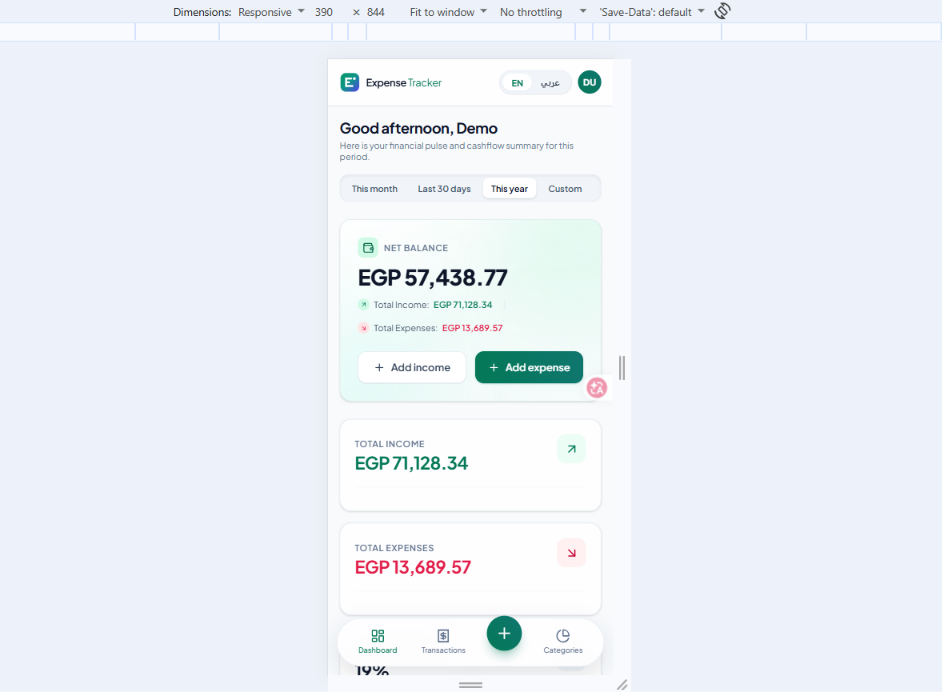 Dimensions: Responsive 390 × 844 Fit to window No throttling 'Save-Data': default
ExpenseTracker EN عربي DU
Good afternoon, Demo
Here is your financial pulse and cashflow summary for this
period.
This month Last 30 days This year Custom
NET BALANCE
EGP 57,438.77
Total Income: EGP 71,128.34
Total Expenses: EGP 13,689.57
+ Add income + Add expense
TOTAL INCOME
EGP 71,128.34
TOTAL EXPENSES
EGP 13,689.57
Dashboard Transactions Categories
19%